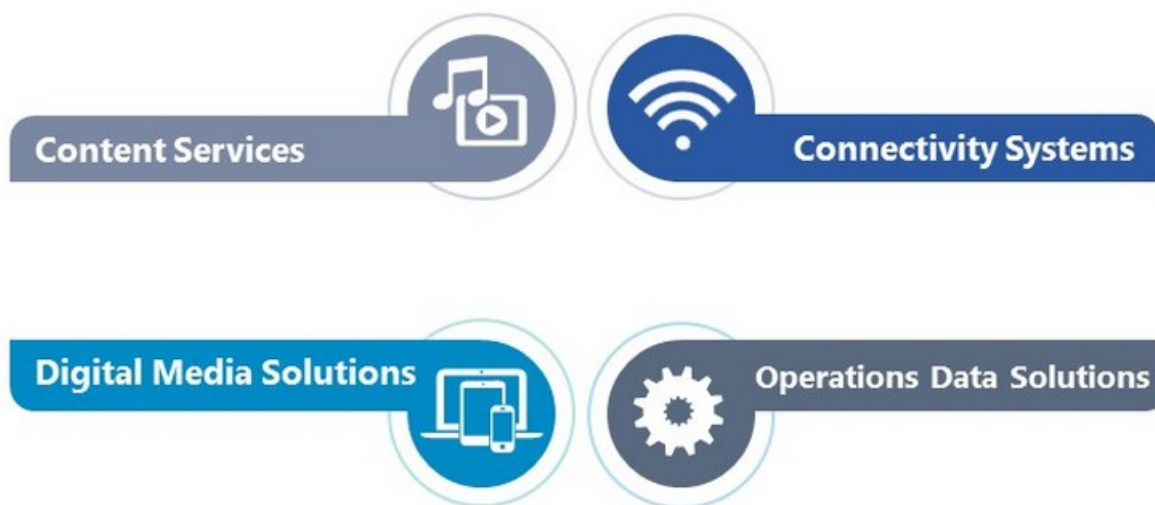 Content Services
Connectivity Systems
Digital Media Solutions
Operations Data Solutions